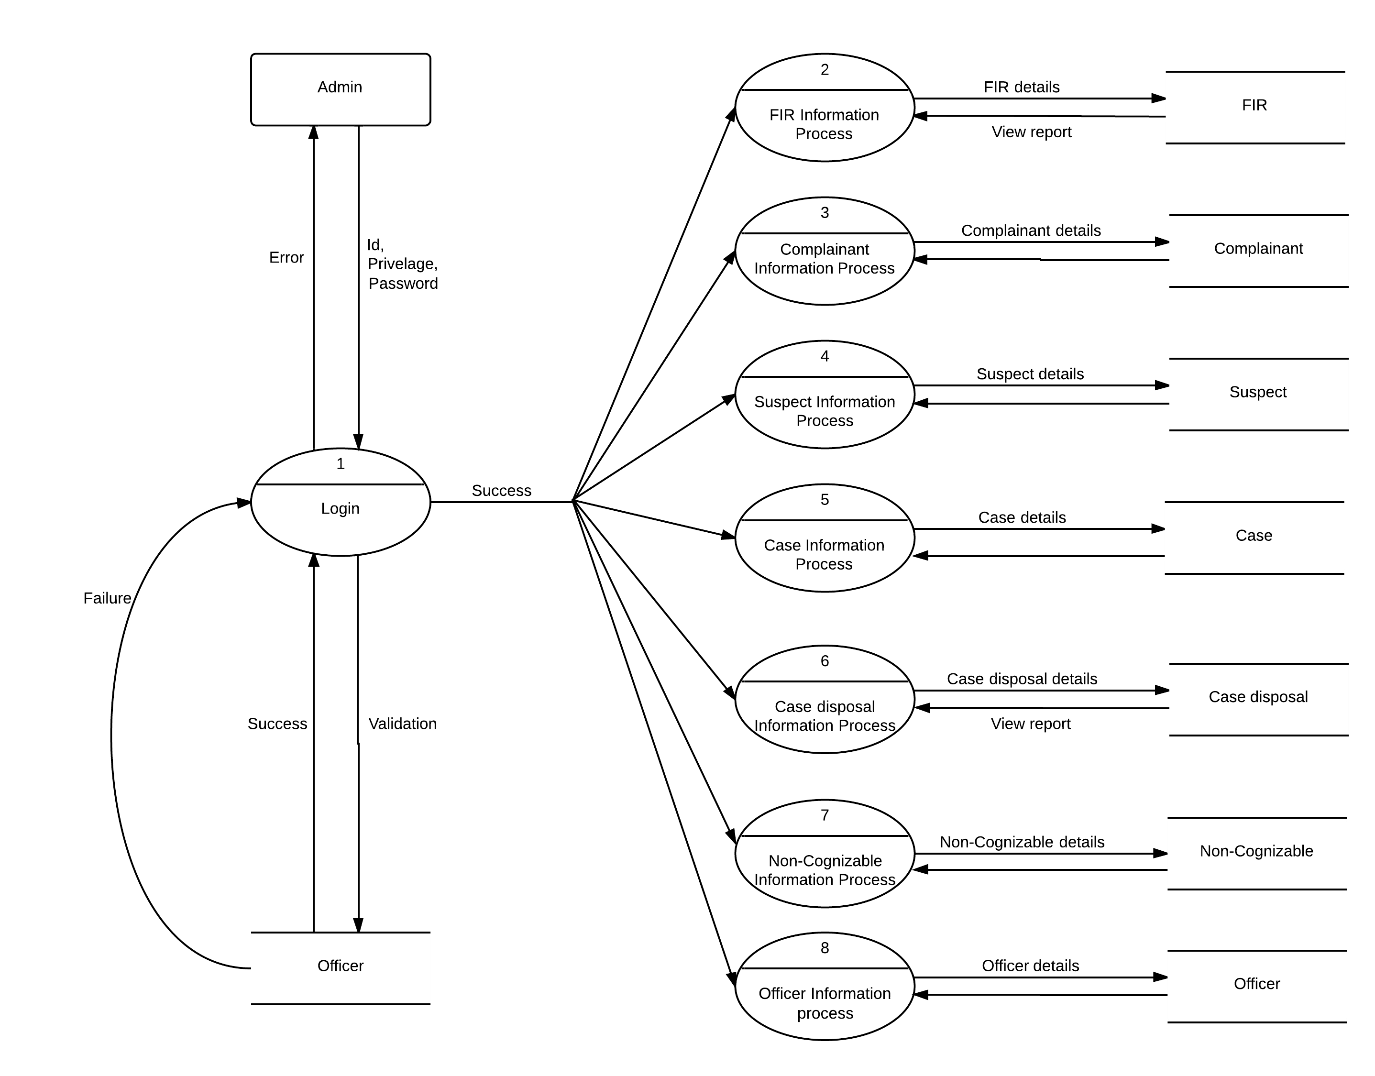 Admin
Error
Id,
Privelage,
Password
1
Login
Success
Failure
Success
Validation
Officer
2
FIR Information
Process
FIR details
View report
FIR
3
Complainant
Information Process
Complainant details
Complainant
4
Suspect Information
Process
Suspect details
Suspect
5
Case Information
Process
Case details
Case
6
Case disposal
Information Process
Case disposal details
View report
Case disposal
7
Non-Cognizable
Information Process
Non-Cognizable details
Non-Cognizable
8
Officer Information
process
Officer details
Officer